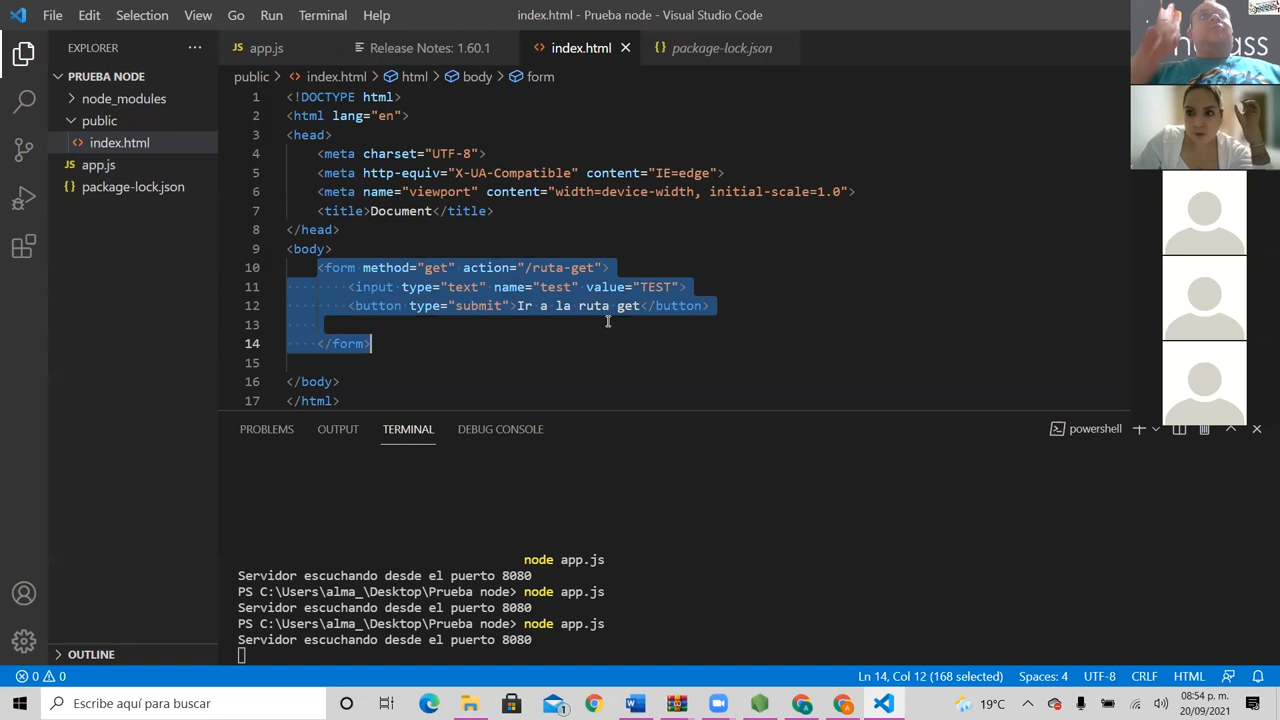 File Edit Selection View Go Run Terminal Help
index.html - Prueba node - Visual Studio Code
EXPLORER
PRUEBA NODE
node_modules
public
index.html
app.js
package-lock.json
OUTLINE
app.js Release Notes: 1.60.1 index.html package-lock.json
public > index.html > html > body > form
1 <!DOCTYPE html>
2 <html lang="en">
3 <head>
4 <meta charset="UTF-8">
5 <meta http-equiv="X-UA-Compatible" content="IE=edge">
6 <meta name="viewport" content="width=device-width, initial-scale=1.0">
7 <title>Document</title>
8 </head>
9 <body>
10 <form method="get" action="/ruta-get">
11 <input type="text" name="test" value="TEST">
12 <button type="submit">Ir a la ruta get</button>
13
14 </form>
15
16 </body>
17 </html>
PROBLEMS OUTPUT TERMINAL DEBUG CONSOLE
powershell
node app.js
Servidor escuchando desde el puerto 8080
PS C:\Users\alma_\Desktop\Prueba node> node app.js
Servidor escuchando desde el puerto 8080
PS C:\Users\alma_\Desktop\Prueba node> node app.js
Servidor escuchando desde el puerto 8080
0 0
Ln 14, Col 12 (168 selected) Spaces: 4 UTF-8 CRLF HTML
Escribe aquí para buscar
1
19°C
08:54 p. m.
20/09/2021